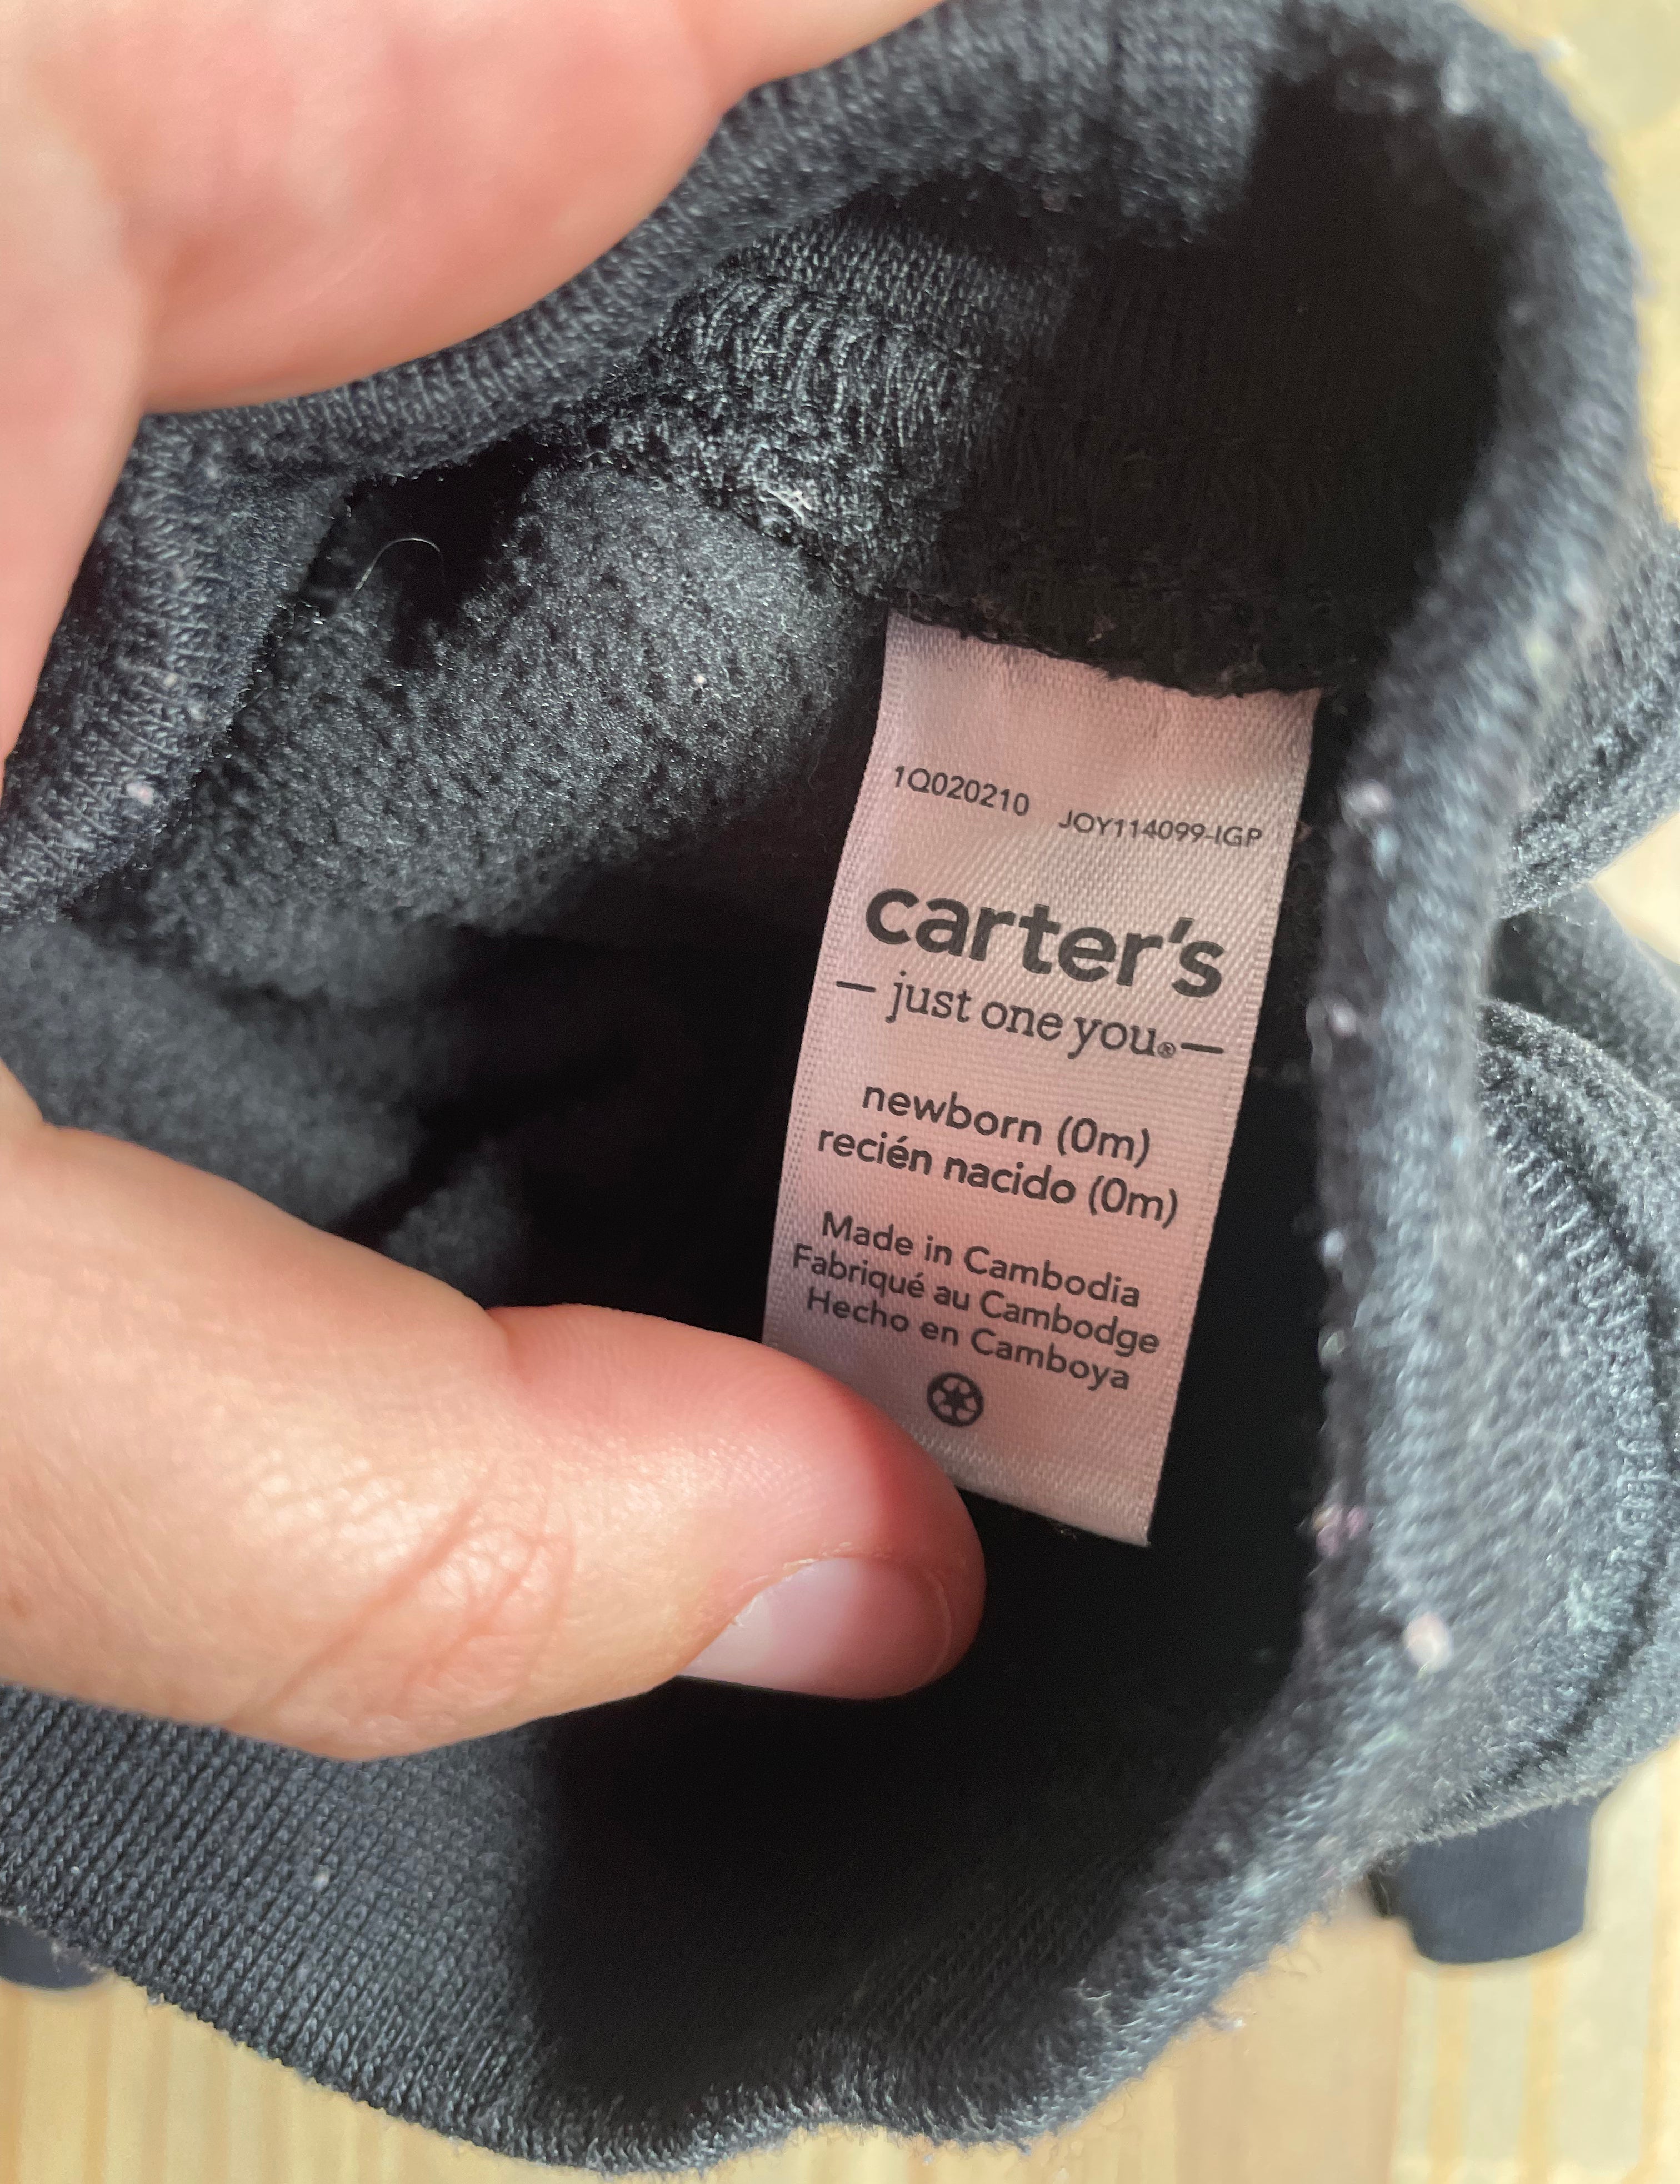 1Q020210 JOY114099-IGP
carter's
— just one you® —
newborn (0m)
recién nacido (0m)
Made in Cambodia
Fabriqué au Cambodge
Hecho en Camboya